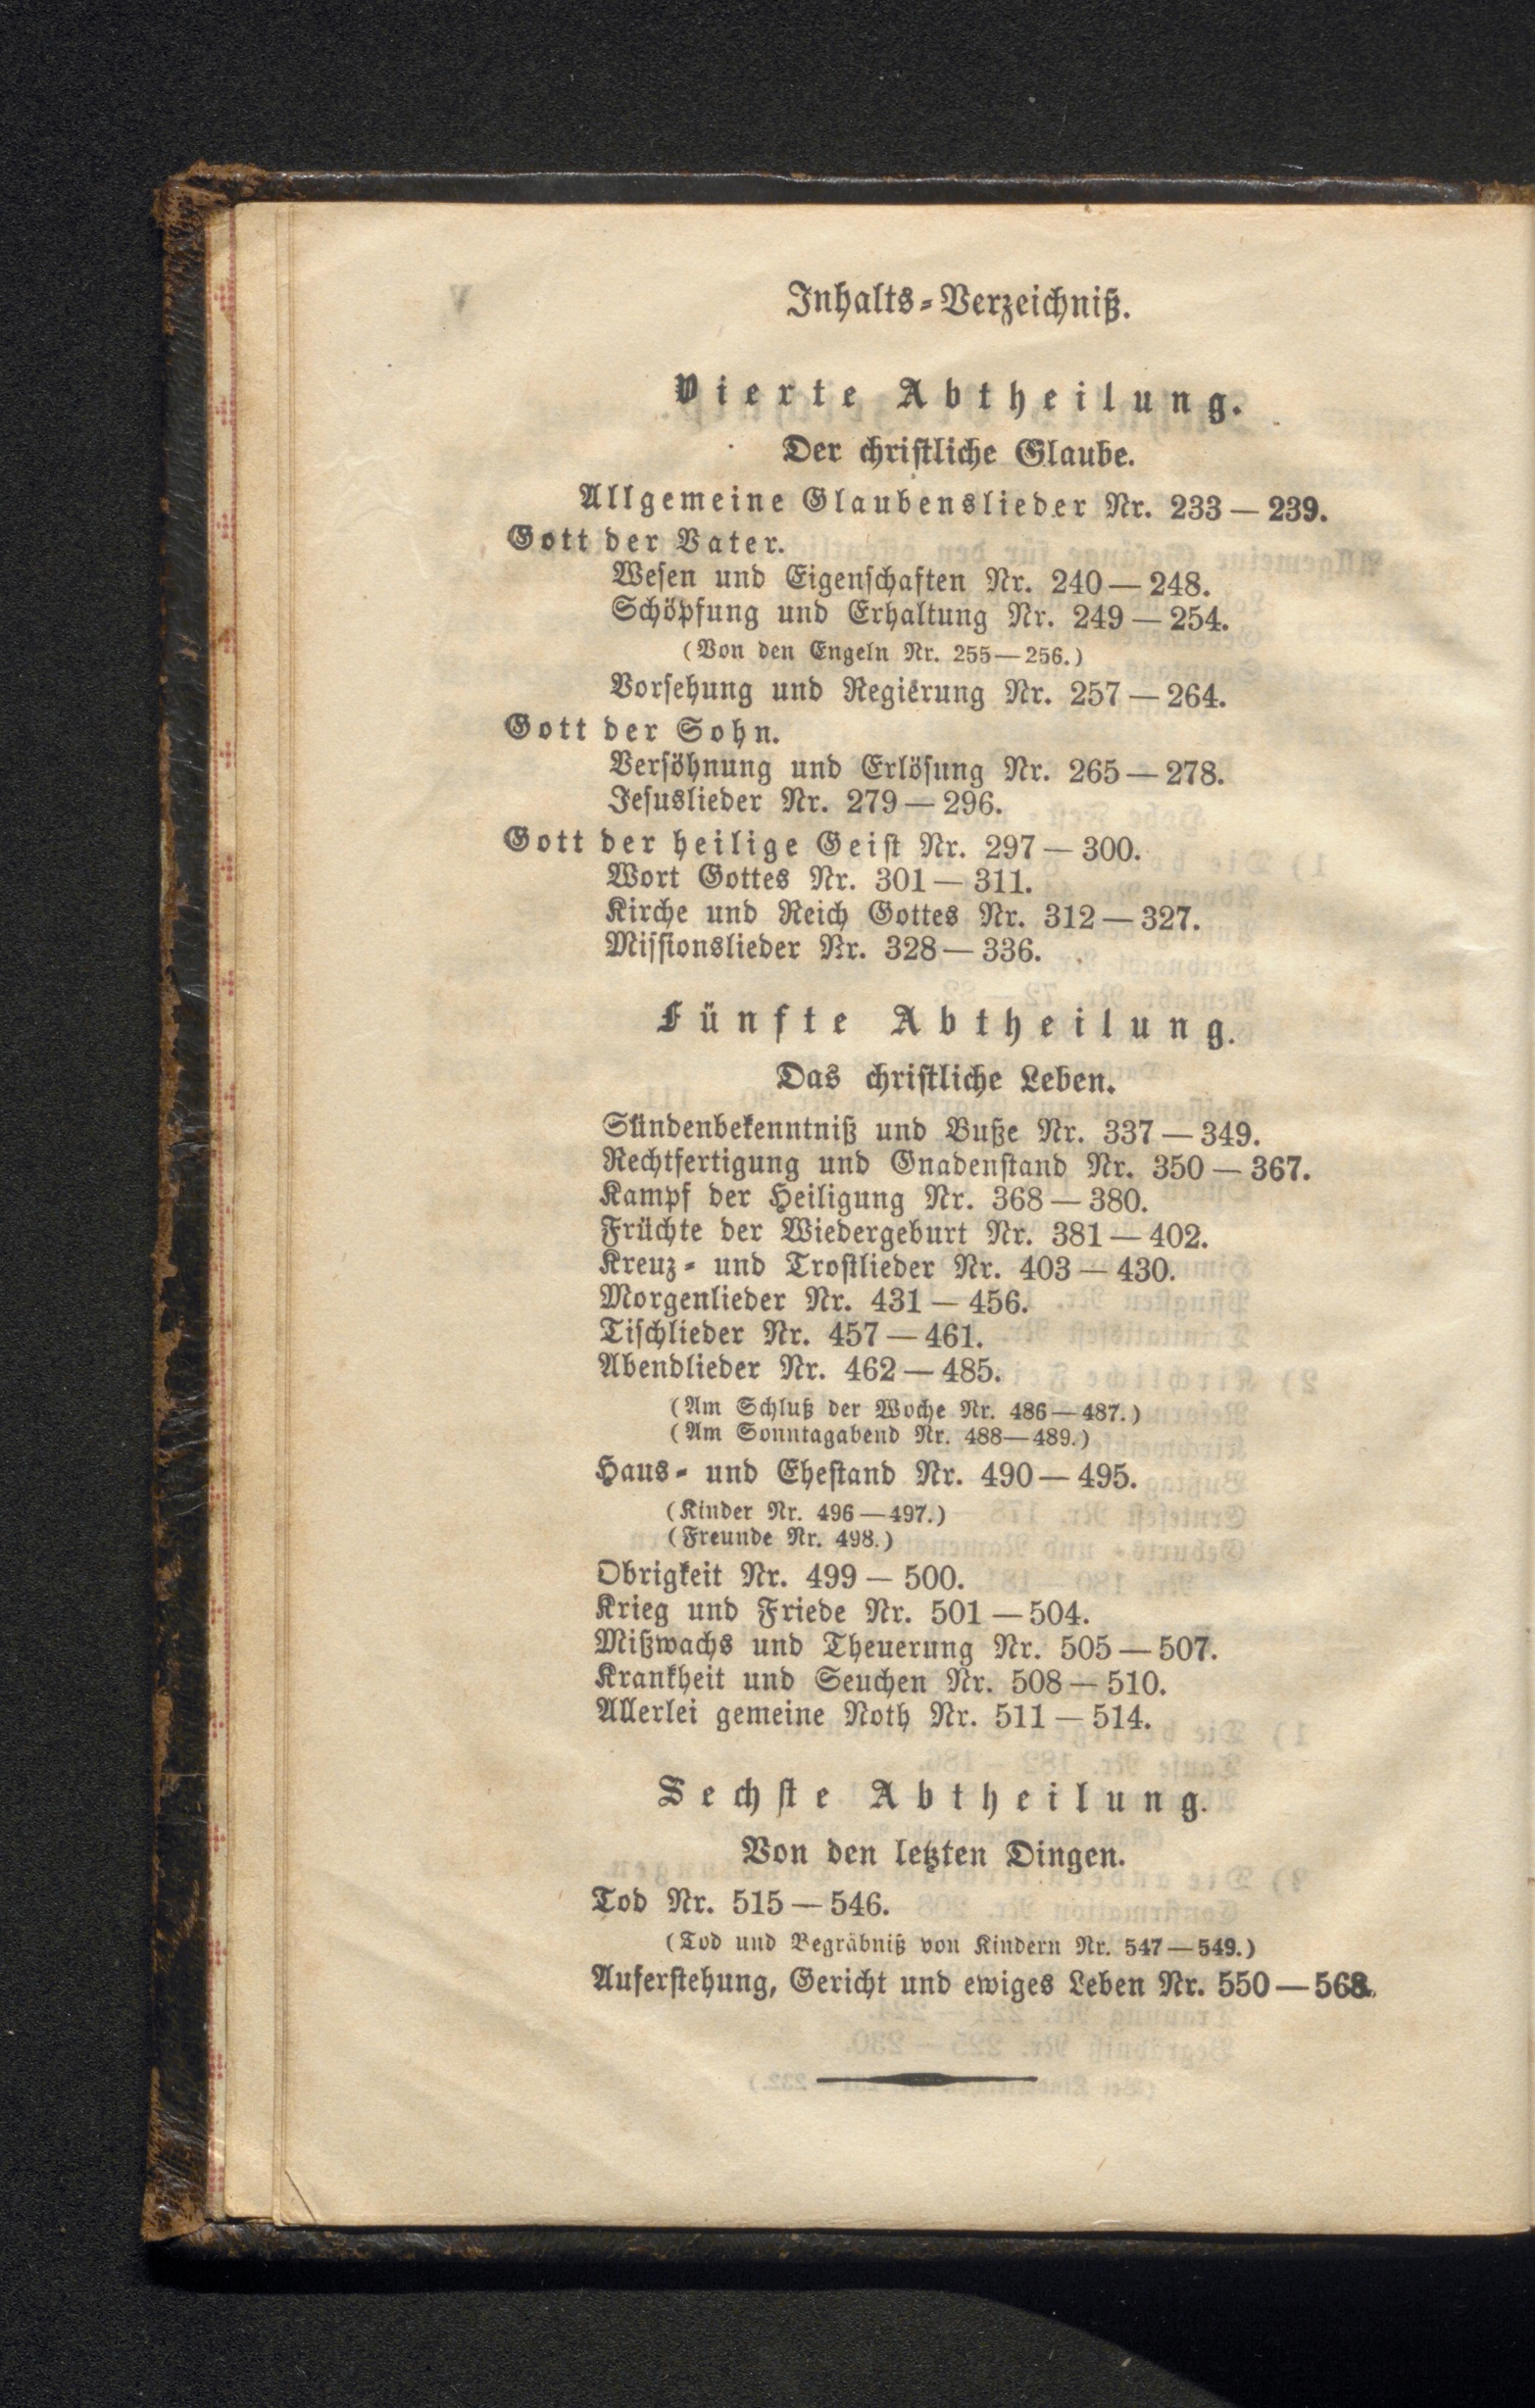 Inhalts-Verzeichniß.
Vierte Abtheilung.
Der christliche Glaube.
Allgemeine Glaubenslieder Nr. 233 — 239.
Gott der Vater.
Wesen und Eigenschaften Nr. 240 — 248.
Schöpfung und Erhaltung Nr. 249 — 254.
(Von den Engeln Nr. 255 — 256.)
Vorsehung und Regierung Nr. 257 — 264.
Gott der Sohn.
Versöhnung und Erlösung Nr. 265 — 278.
Jesuslieder Nr. 279 — 296.
Gott der heilige Geist Nr. 297 — 300.
Wort Gottes Nr. 301 — 311.
Kirche und Reich Gottes Nr. 312 — 327.
Missionslieder Nr. 328 — 336.
Fünfte Abtheilung.
Das christliche Leben.
Sündenbekenntniß und Buße Nr. 337 — 349.
Rechtfertigung und Gnadenstand Nr. 350 — 367.
Kampf der Heiligung Nr. 368 — 380.
Früchte der Wiedergeburt Nr. 381 — 402.
Kreuz- und Trostlieder Nr. 403 — 430.
Morgenlieder Nr. 431 — 456.
Tischlieder Nr. 457 — 461.
Abendlieder Nr. 462 — 485.
(Am Schluß der Woche Nr. 486 — 487.)
(Am Sonntagabend Nr. 488 — 489.)
Haus- und Ehestand Nr. 490 — 495.
(Kinder Nr. 496 — 497.)
(Freunde Nr. 498.)
Obrigkeit Nr. 499 — 500.
Krieg und Friede Nr. 501 — 504.
Mißwachs und Theuerung Nr. 505 — 507.
Krankheit und Seuchen Nr. 508 — 510.
Allerlei gemeine Noth Nr. 511 — 514.
Sechste Abtheilung.
Von den letzten Dingen.
Tod Nr. 515 — 546.
(Tod und Begräbniß von Kindern Nr. 547 — 549.)
Auferstehung, Gericht und ewiges Leben Nr. 550 — 568.